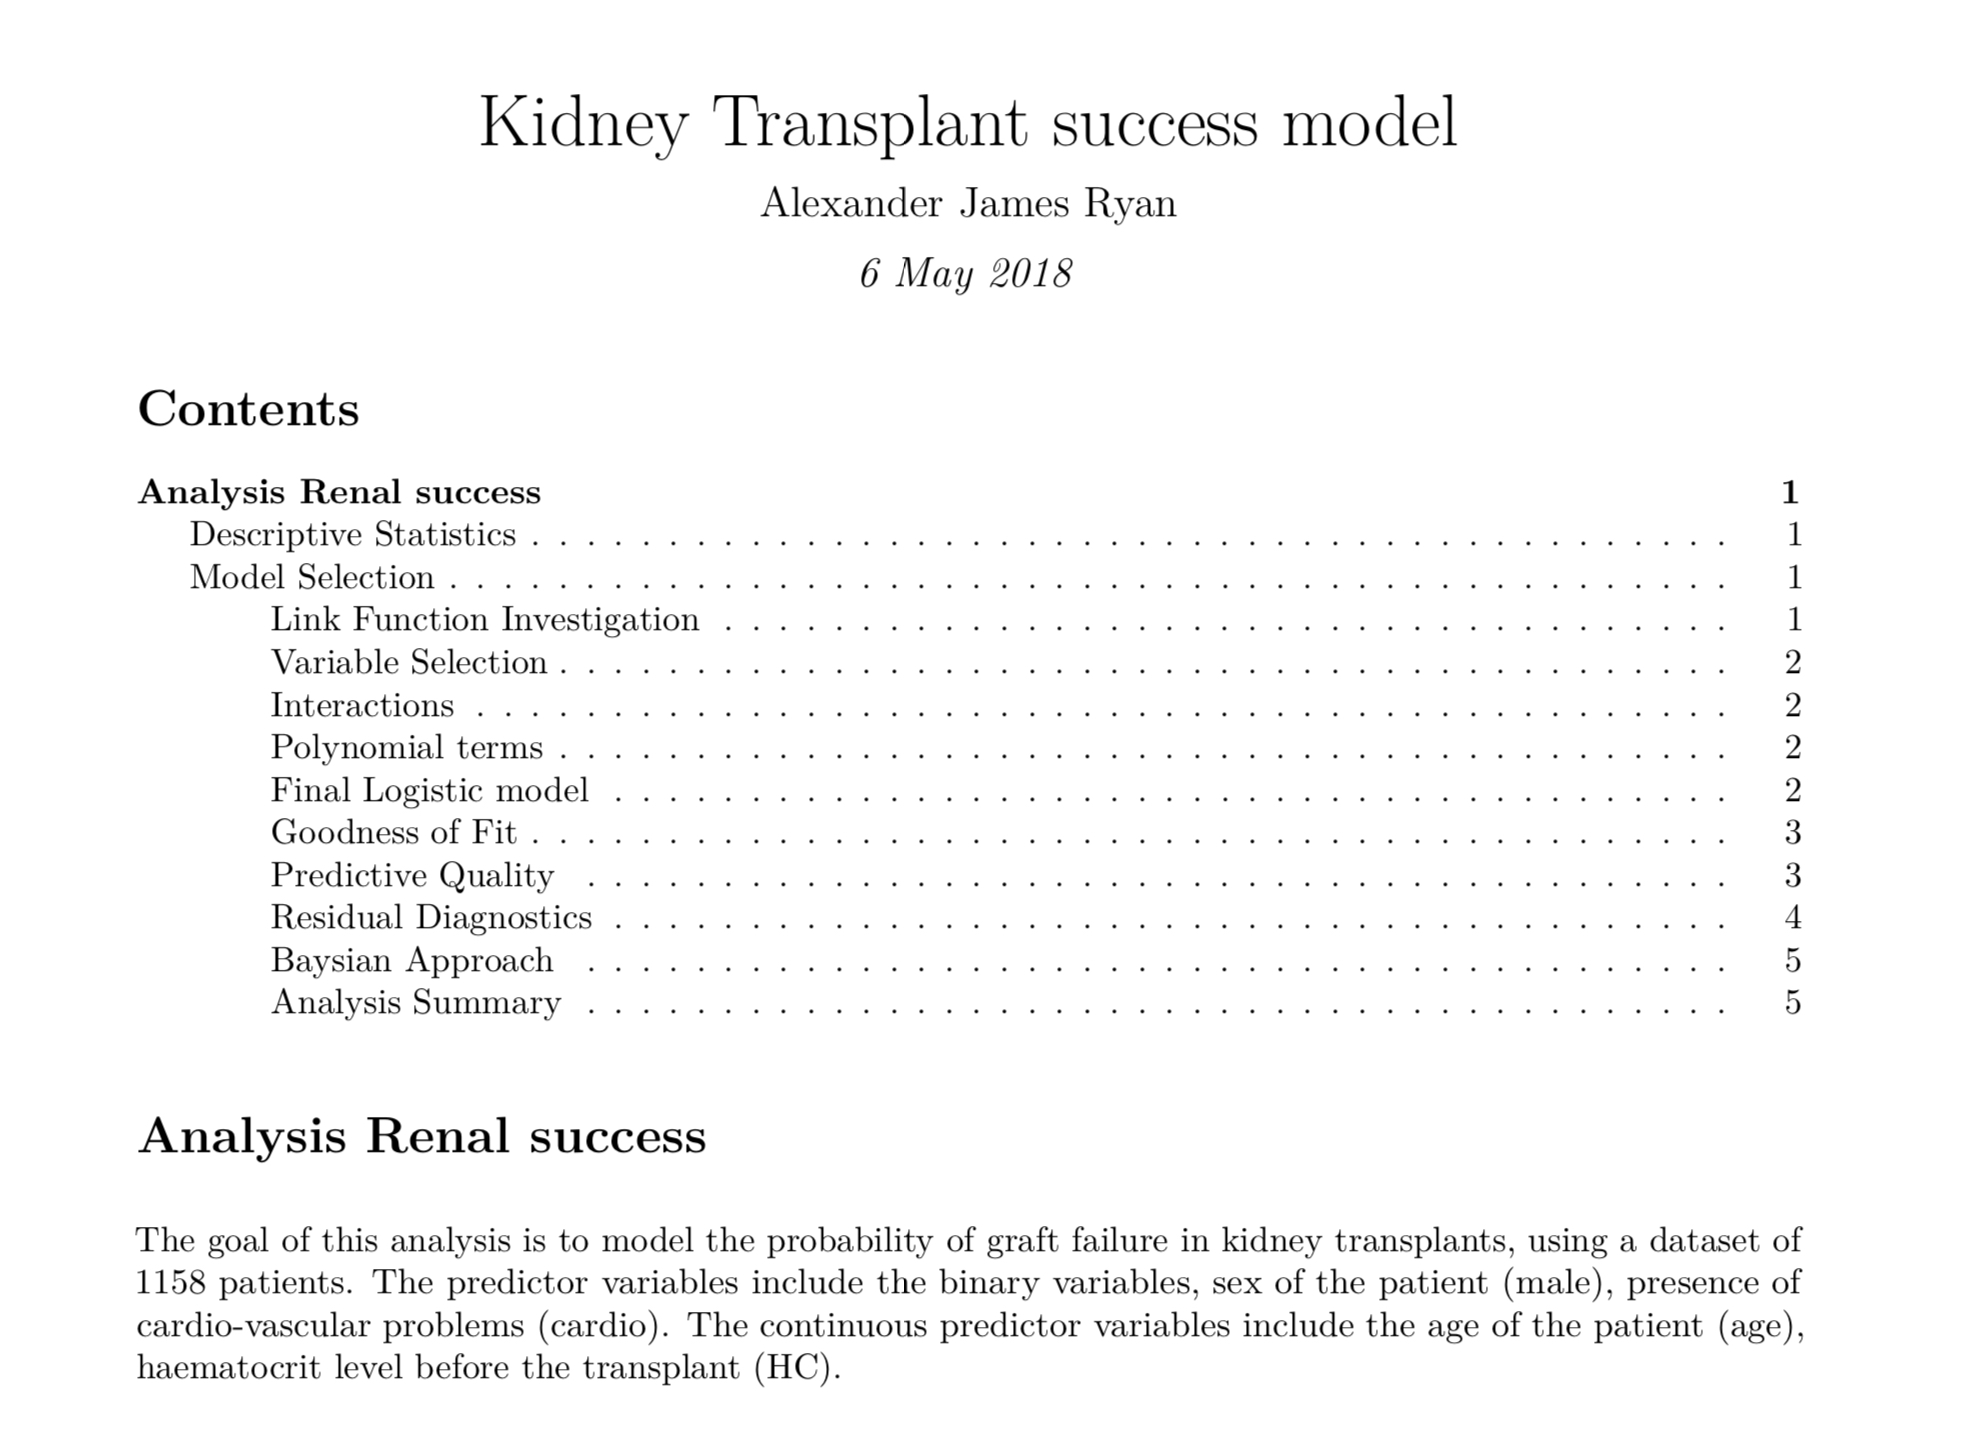 Kidney Transplant success model
Alexander James Ryan
6 May 2018
Contents
Analysis Renal success 1
Descriptive Statistics . . . . . . . . . . . . . . . . . . . . . . . . . . . . . . . . . . . . . . . . . . . . 1
Model Selection . . . . . . . . . . . . . . . . . . . . . . . . . . . . . . . . . . . . . . . . . . . . . . . 1
Link Function Investigation . . . . . . . . . . . . . . . . . . . . . . . . . . . . . . . . . . . . . 1
Variable Selection . . . . . . . . . . . . . . . . . . . . . . . . . . . . . . . . . . . . . . . . . . . 2
Interactions . . . . . . . . . . . . . . . . . . . . . . . . . . . . . . . . . . . . . . . . . . . . . . 2
Polynomial terms . . . . . . . . . . . . . . . . . . . . . . . . . . . . . . . . . . . . . . . . . . . 2
Final Logistic model . . . . . . . . . . . . . . . . . . . . . . . . . . . . . . . . . . . . . . . . . 2
Goodness of Fit . . . . . . . . . . . . . . . . . . . . . . . . . . . . . . . . . . . . . . . . . . . . 3
Predictive Quality . . . . . . . . . . . . . . . . . . . . . . . . . . . . . . . . . . . . . . . . . . 3
Residual Diagnostics . . . . . . . . . . . . . . . . . . . . . . . . . . . . . . . . . . . . . . . . . 4
Baysian Approach . . . . . . . . . . . . . . . . . . . . . . . . . . . . . . . . . . . . . . . . . . 5
Analysis Summary . . . . . . . . . . . . . . . . . . . . . . . . . . . . . . . . . . . . . . . . . . 5
Analysis Renal success
The goal of this analysis is to model the probability of graft failure in kidney transplants, using a dataset of
1158 patients. The predictor variables include the binary variables, sex of the patient (male), presence of
cardio-vascular problems (cardio). The continuous predictor variables include the age of the patient (age),
haematocrit level before the transplant (HC).